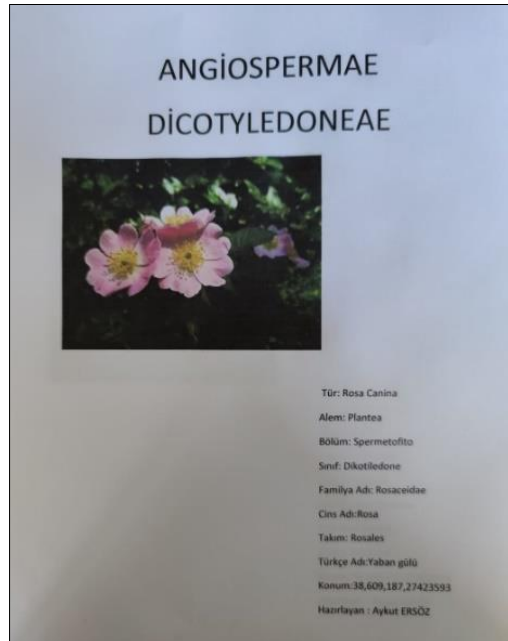 ANGİOSPERMAE
DİCOTYLEDONEAE
Tür: Rosa Canina
Alem: Plantea
Bölüm: Spermetofito
Sınıf: Dikotiledone
Familya Adı: Rosaceidae
Cins Adı:Rosa
Takım: Rosales
Türkçe Adı:Yaban gülü
Konum:38,609,187,27423593
Hazırlayan : Aykut ERSÖZ